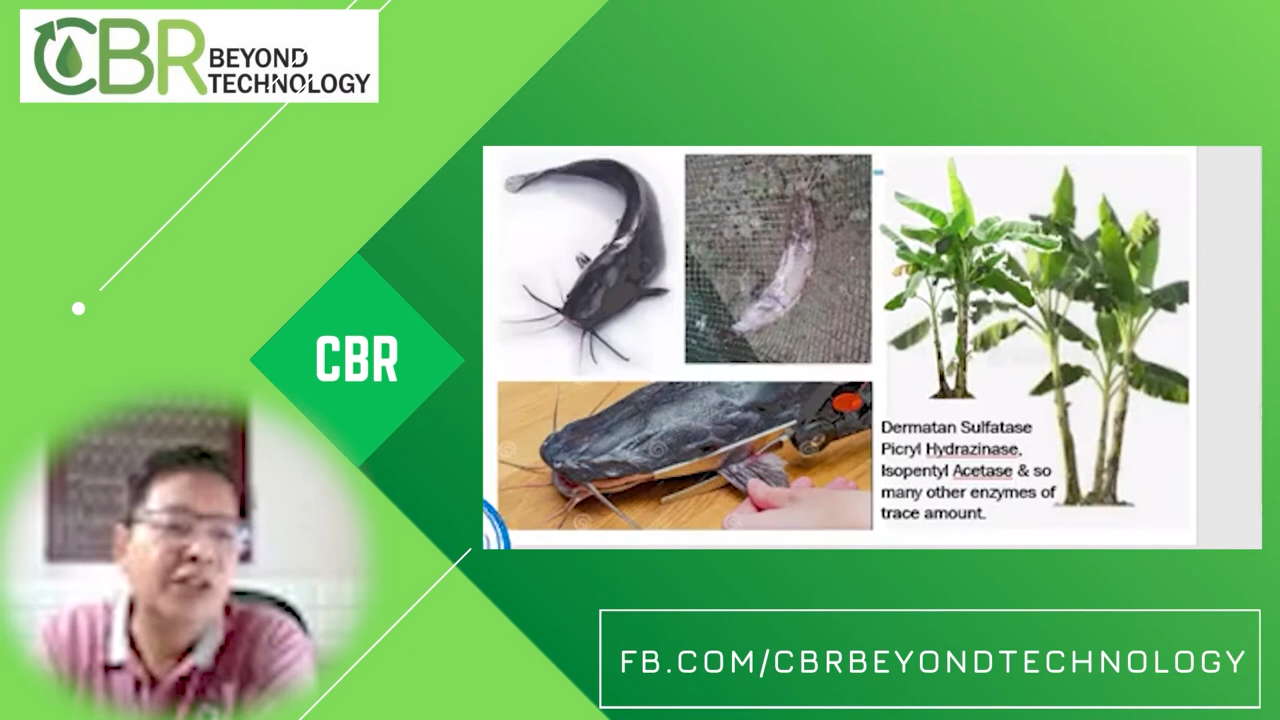 CBR BEYOND
TECHNOLOGY
CBR
Dermatan Sulfatase
Picryl Hydrazinase,
Isopentyl Acetase & so
many other enzymes of
trace amount.
FB.COM/CBRBEYONDTECHNOLOGY